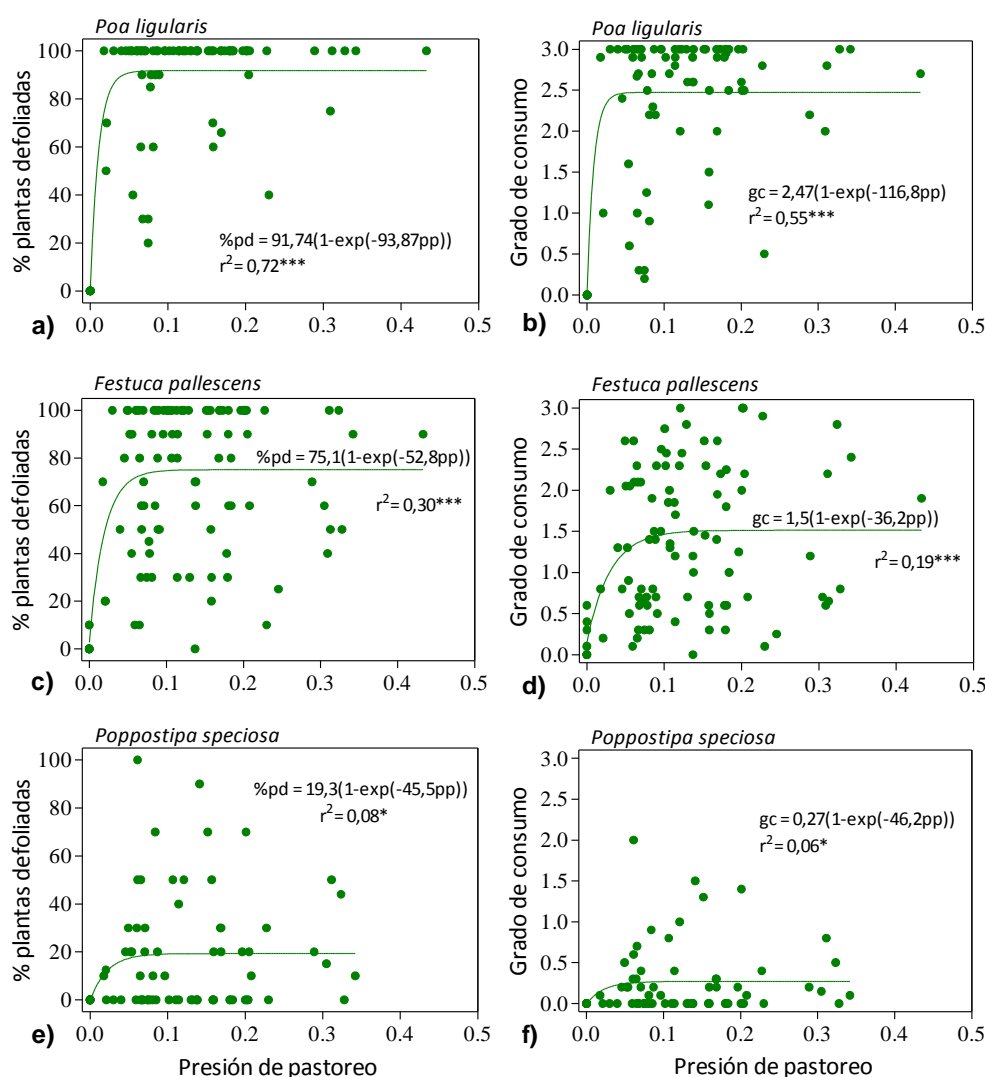 Poa ligularis
% plantas defoliadas
100
80
60
40
20
0
%pd = 91,74(1-exp(-93,87pp))
r2= 0,72***
0.0 0.1 0.2 0.3 0.4 0.5
a)
Poa ligularis
Grado de consumo
3.0
2.5
2.0
1.5
1.0
0.5
0.0
gc = 2,47(1-exp(-116,8pp)
r2= 0,55***
0.0 0.1 0.2 0.3 0.4 0.5
b)
Festuca pallescens
% plantas defoliadas
100
80
60
40
20
0
%pd = 75,1(1-exp(-52,8pp))
r2= 0,30***
0.0 0.1 0.2 0.3 0.4 0.5
c)
Festuca pallescens
Grado de consumo
3.0
2.5
2.0
1.5
1.0
0.5
0.0
gc = 1,5(1-exp(-36,2pp))
r2= 0,19***
0.0 0.1 0.2 0.3 0.4 0.5
d)
Poppostipa speciosa
% plantas defoliadas
100
80
60
40
20
0
%pd = 19,3(1-exp(-45,5pp))
r2= 0,08*
0.0 0.1 0.2 0.3 0.4 0.5
e)
Presión de pastoreo
Poppostipa speciosa
Grado de consumo
3.0
2.5
2.0
1.5
1.0
0.5
0.0
gc = 0,27(1-exp(-46,2pp))
r2= 0,06*
0.0 0.1 0.2 0.3 0.4 0.5
f)
Presión de pastoreo